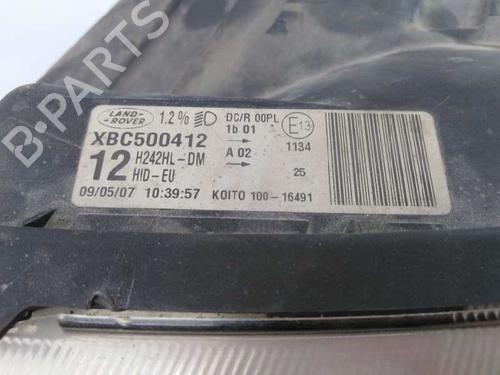 LAND-
ROVER
1.2%
DC/R 00PL
1b 01
E13
XBC500412
A 02
1134
12
H242HL-DM
HID-EU
25
09/05/07 10:39:57
KOITO 100-16491
B-PARTS